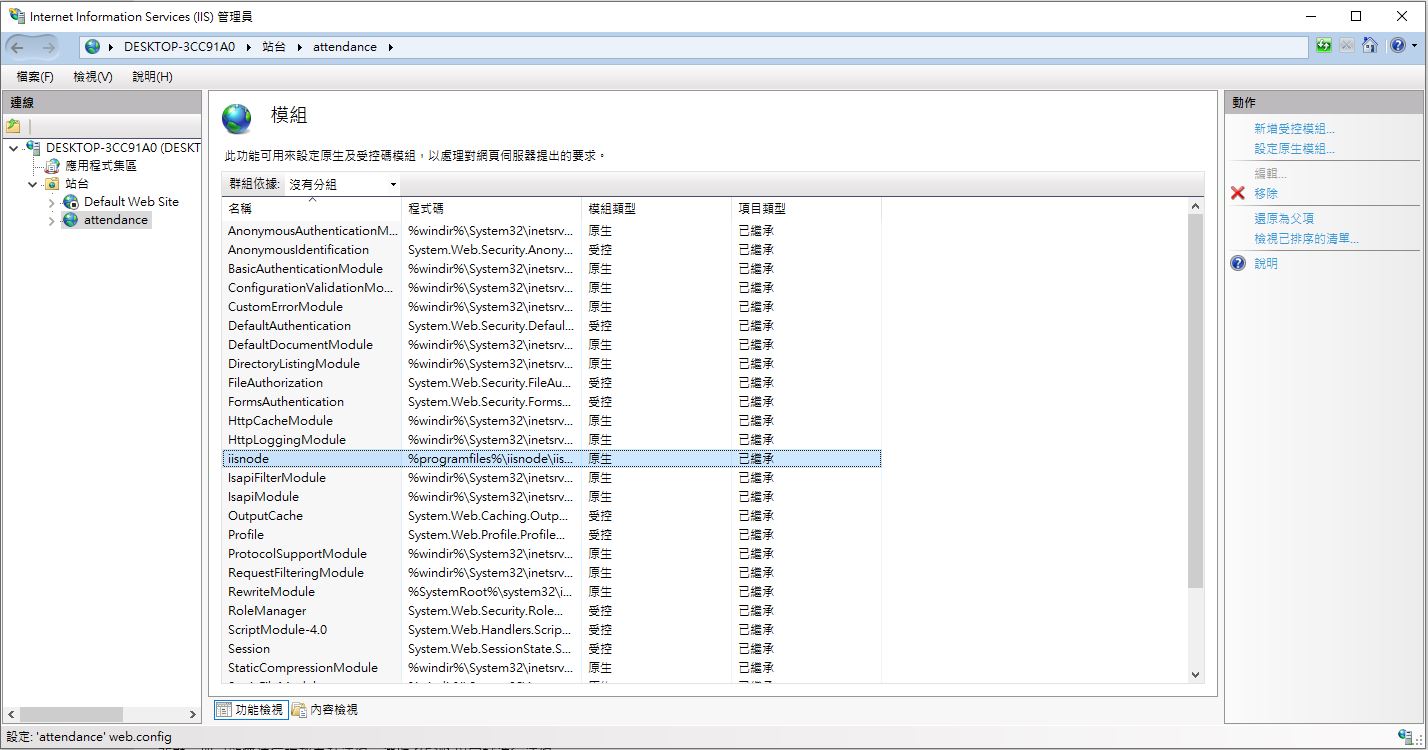 Internet Information Services (IIS) 管理員
DESKTOP-3CC91A0 站台 attendance
檔案(F) 檢視(V) 說明(H)
連線
DESKTOP-3CC91A0 (DESKT
應用程式集區
站台
Default Web Site
attendance
模組
此功能可用來設定原生及受控碼模組，以處理對網頁伺服器提出的要求。
群組依據: 沒有分組
名稱 程式碼 模組類型 項目類型
AnonymousAuthenticationM... %windir%\System32\inetsrv... 原生 已繼承
AnonymousIdentification System.Web.Security.Anony... 受控 已繼承
BasicAuthenticationModule %windir%\System32\inetsrv... 原生 已繼承
ConfigurationValidationMo... %windir%\System32\inetsrv... 原生 已繼承
CustomErrorModule %windir%\System32\inetsrv... 原生 已繼承
DefaultAuthentication System.Web.Security.Defaul... 受控 已繼承
DefaultDocumentModule %windir%\System32\inetsrv... 原生 已繼承
DirectoryListingModule %windir%\System32\inetsrv... 原生 已繼承
FileAuthorization System.Web.Security.FileAu... 受控 已繼承
FormsAuthentication System.Web.Security.Forms... 受控 已繼承
HttpCacheModule %windir%\System32\inetsrv... 原生 已繼承
HttpLoggingModule %windir%\System32\inetsrv... 原生 已繼承
iisnode %programfiles%\iisnode\iis... 原生 已繼承
IsapiFilterModule %windir%\System32\inetsrv... 原生 已繼承
IsapiModule %windir%\System32\inetsrv... 原生 已繼承
OutputCache System.Web.Caching.Outp... 受控 已繼承
Profile System.Web.Profile.Profile... 受控 已繼承
ProtocolSupportModule %windir%\System32\inetsrv... 原生 已繼承
RequestFilteringModule %windir%\System32\inetsrv... 原生 已繼承
RewriteModule %SystemRoot%\system32\i... 原生 已繼承
RoleManager System.Web.Security.Role... 受控 已繼承
ScriptModule-4.0 System.Web.Handlers.Scrip... 受控 已繼承
Session System.Web.SessionState.S... 受控 已繼承
StaticCompressionModule %windir%\System32\inetsrv... 原生 已繼承
功能檢視 內容檢視
動作
新增受控模組...
設定原生模組...
編輯...
移除
還原為父項
檢視已排序的清單...
說明
設定: 'attendance' web.config